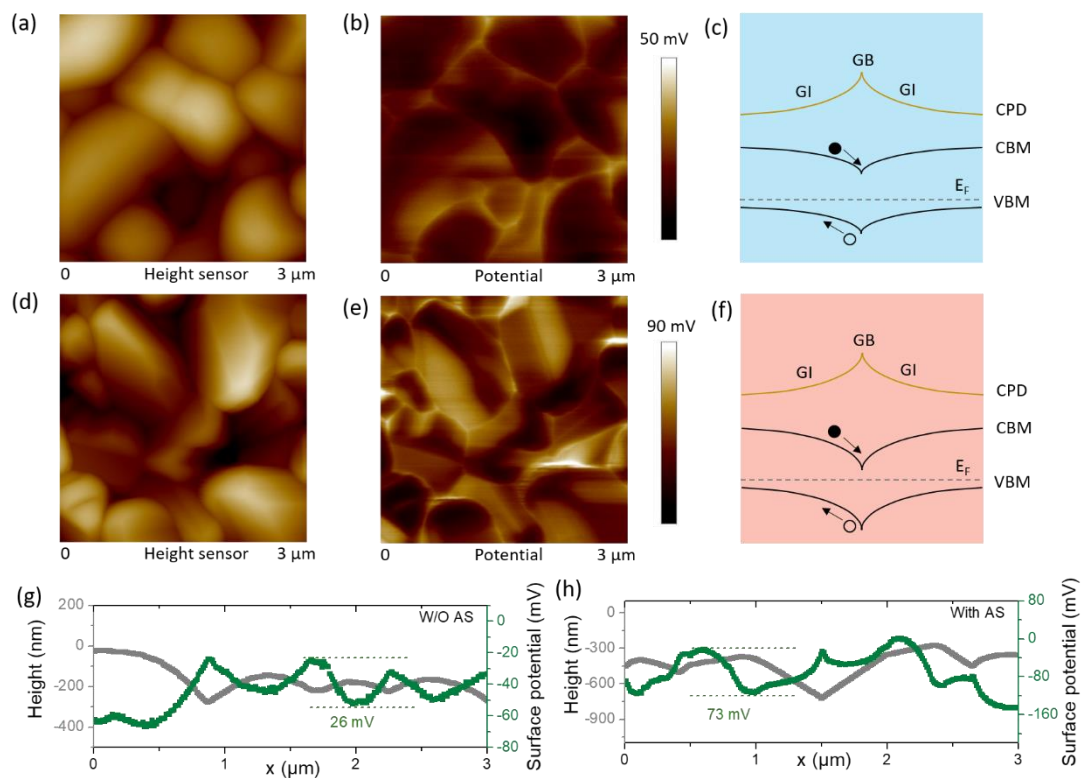 (a)
0 Height sensor 3 μm
(b)
0 Potential 3 μm
50 mV
(c)
GB
GI GI
CPD
CBM
E_F
VBM
(d)
0 Height sensor 3 μm
(e)
0 Potential 3 μm
90 mV
(f)
GB
GI GI
CPD
CBM
E_F
VBM
(g)
W/O AS
Height (nm)
200
0
-200
-400
26 mV
0
-20
-40
-60
-80
Surface potential (mV)
0 1 2 3
x (μm)
(h)
With AS
Height (nm)
0
-300
-600
-900
73 mV
80
0
-80
-160
Surface potential (mV)
0 1 2 3
x (μm)